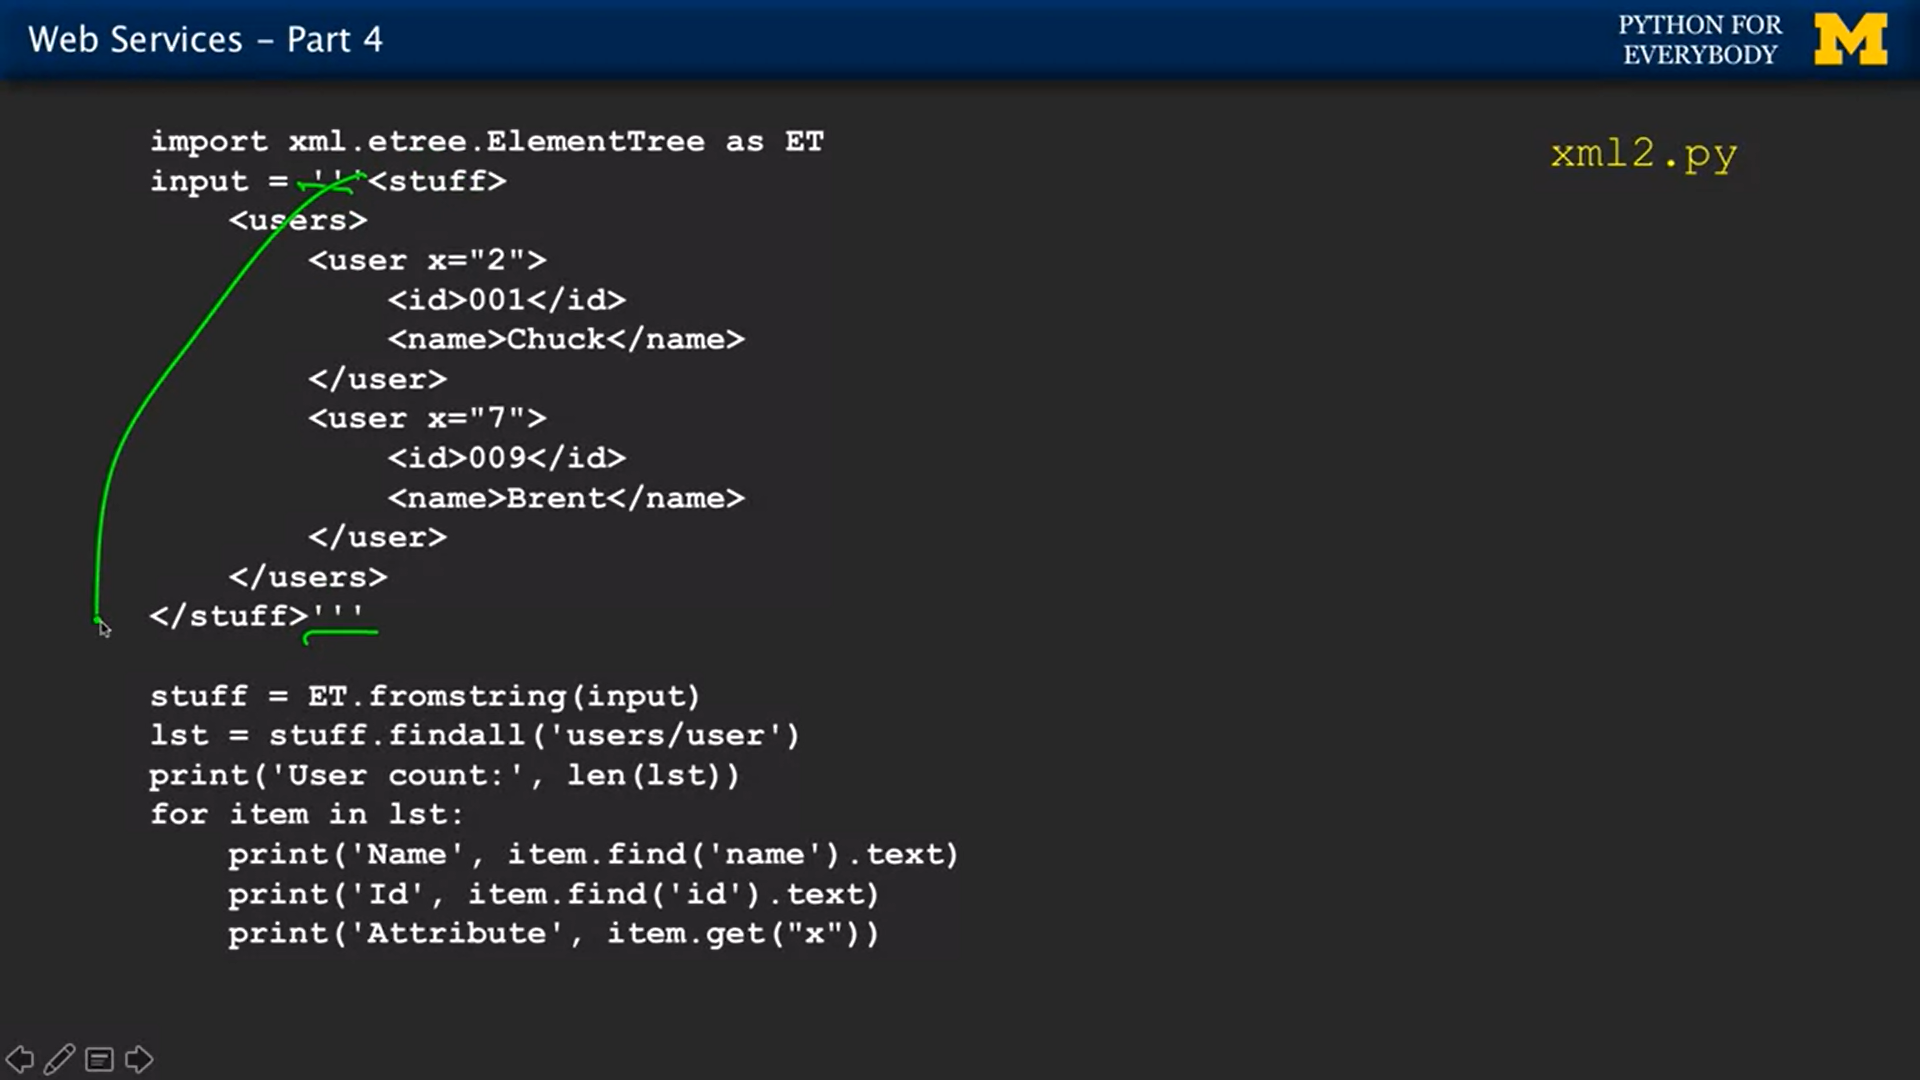 Web Services – Part 4
PYTHON FOR
EVERYBODY
M
xml2.py
import xml.etree.ElementTree as ET
input = '''<stuff>
    <users>
        <user x="2">
            <id>001</id>
            <name>Chuck</name>
        </user>
        <user x="7">
            <id>009</id>
            <name>Brent</name>
        </user>
    </users>
</stuff>'''
stuff = ET.fromstring(input)
lst = stuff.findall('users/user')
print('User count:', len(lst))
for item in lst:
    print('Name', item.find('name').text)
    print('Id', item.find('id').text)
    print('Attribute', item.get("x"))